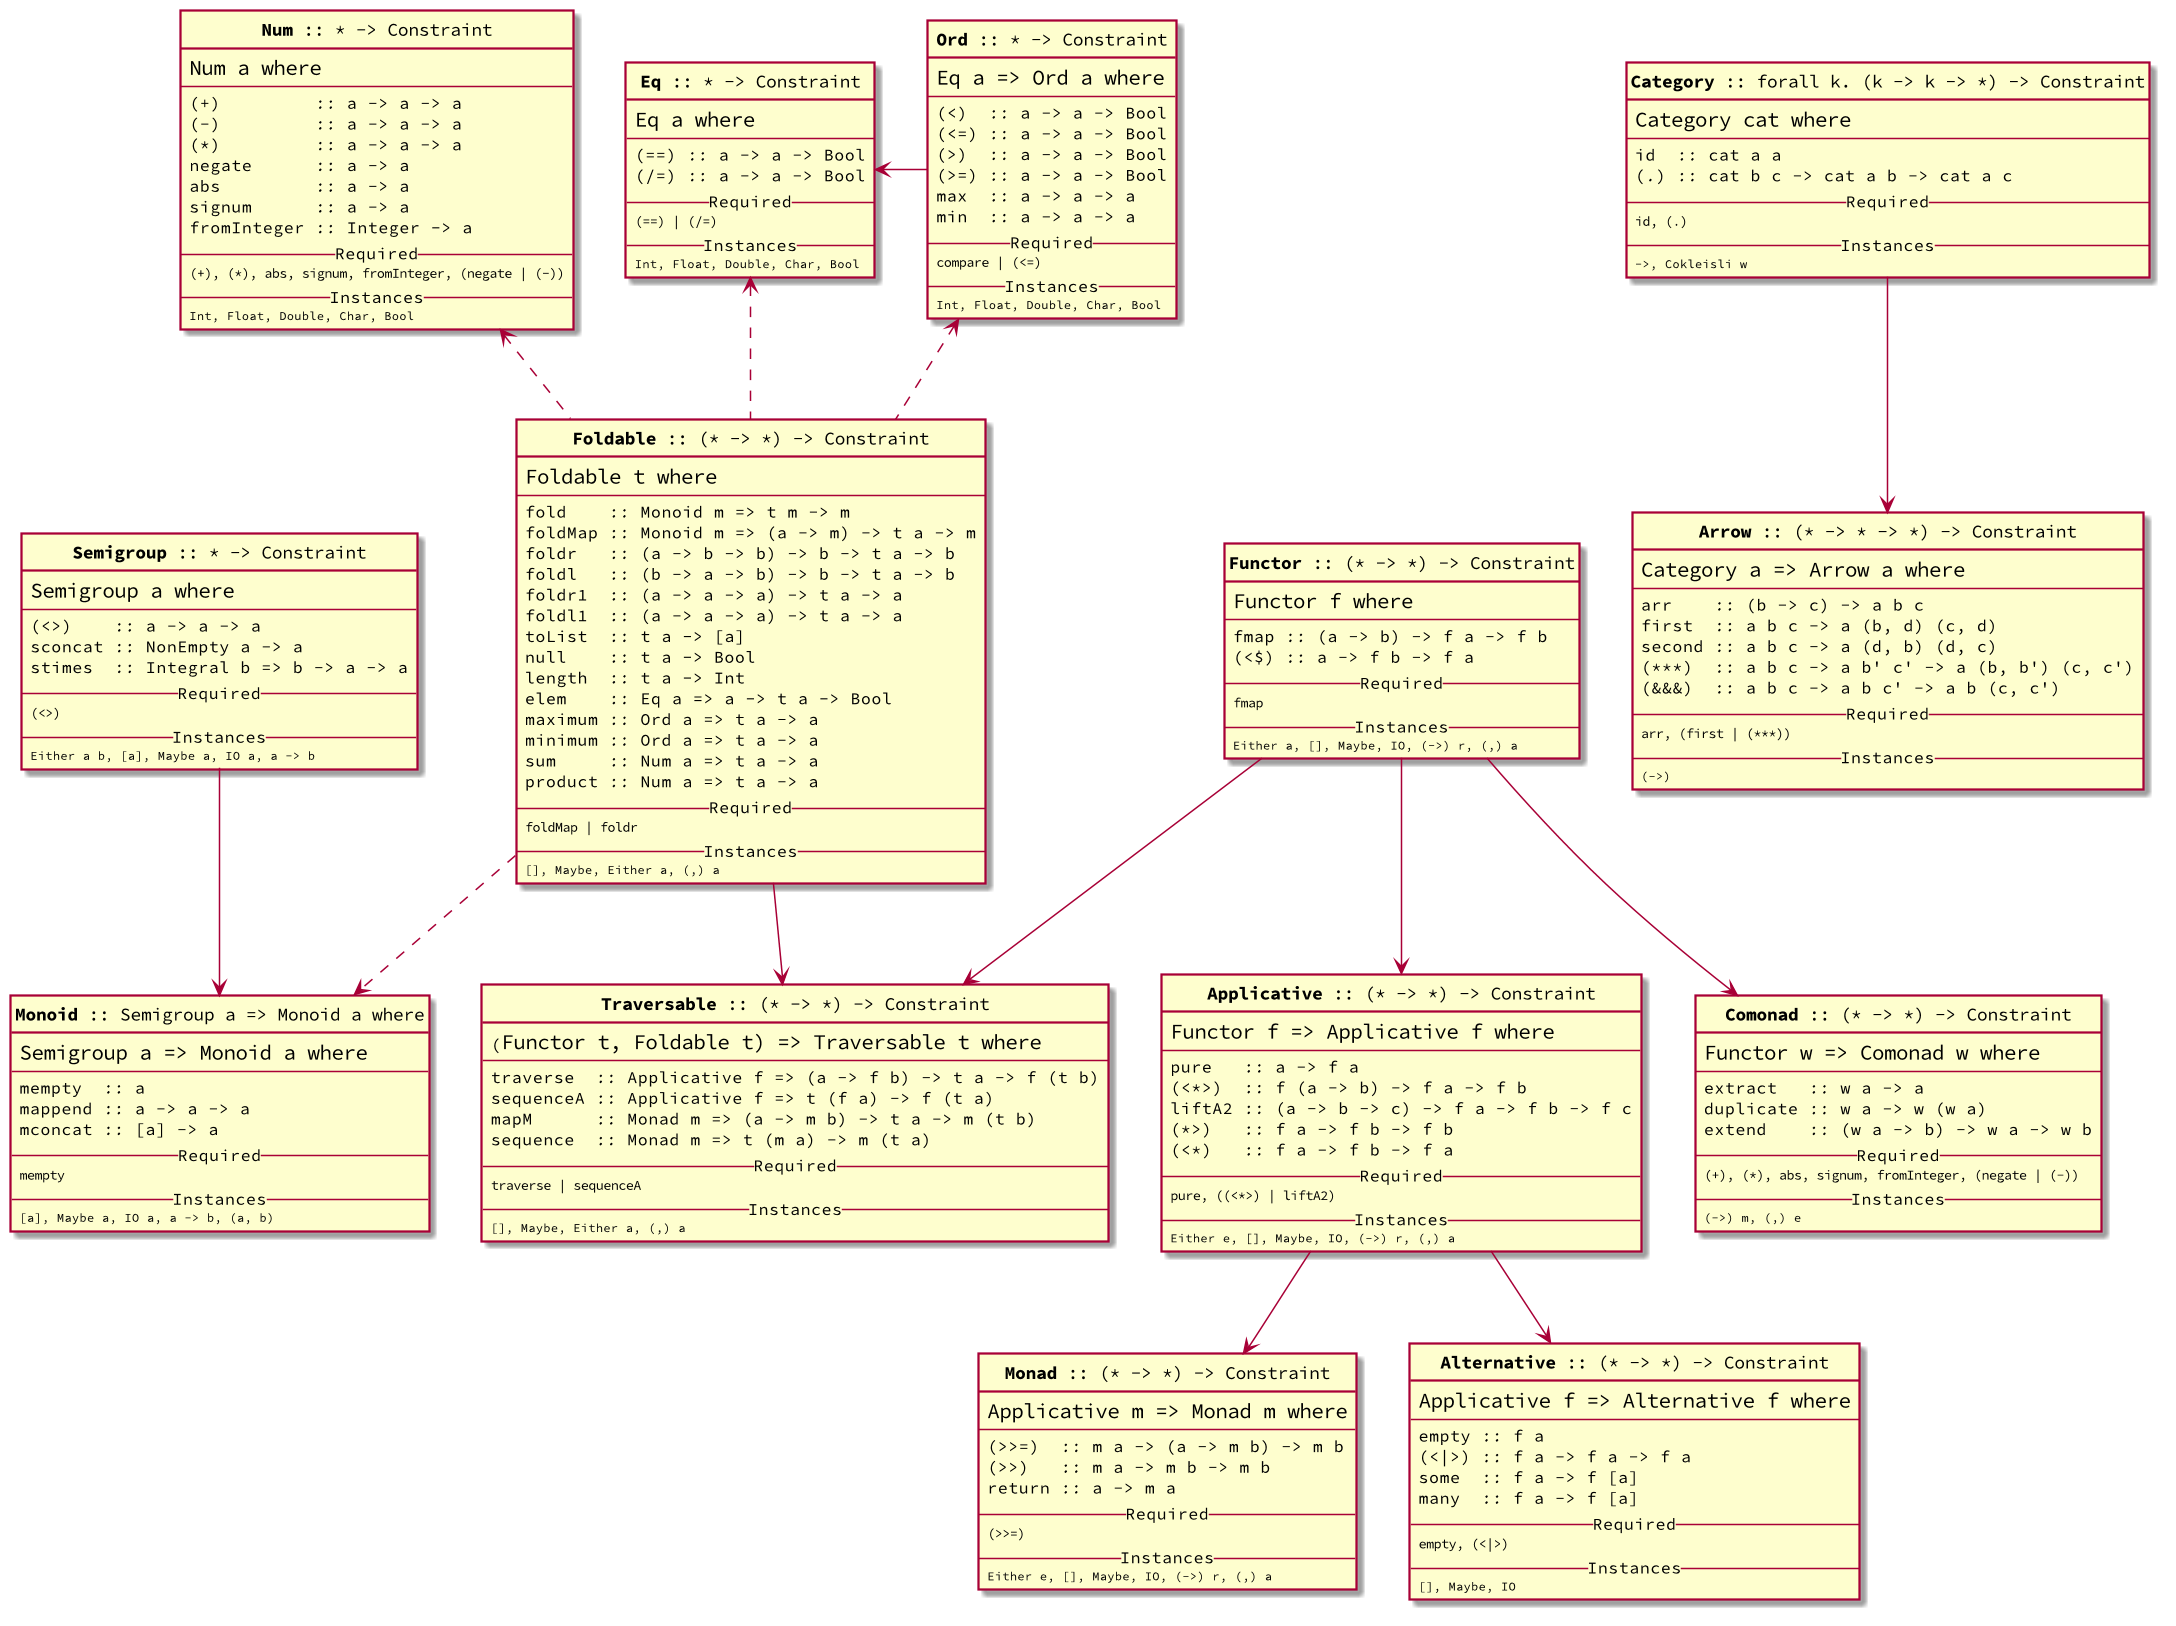 Num :: * -> Constraint
Num a where
(+)         :: a -> a -> a
(-)         :: a -> a -> a
(*)         :: a -> a -> a
negate      :: a -> a
abs         :: a -> a
signum      :: a -> a
fromInteger :: Integer -> a
Required
(+), (*), abs, signum, fromInteger, (negate | (-))
Instances
Int, Float, Double, Char, Bool
Eq :: * -> Constraint
Eq a where
(==) :: a -> a -> Bool
(/=) :: a -> a -> Bool
Required
(==) | (/=)
Instances
Int, Float, Double, Char, Bool
Ord :: * -> Constraint
Eq a => Ord a where
(<)  :: a -> a -> Bool
(<=) :: a -> a -> Bool
(>)  :: a -> a -> Bool
(>=) :: a -> a -> Bool
max  :: a -> a -> a
min  :: a -> a -> a
Required
compare | (<=)
Instances
Int, Float, Double, Char, Bool
Category :: forall k. (k -> k -> *) -> Constraint
Category cat where
id  :: cat a a
(.) :: cat b c -> cat a b -> cat a c
Required
id, (.)
Instances
->, Cokleisli w
Foldable :: (* -> *) -> Constraint
Foldable t where
fold    :: Monoid m => t m -> m
foldMap :: Monoid m => (a -> m) -> t a -> m
foldr   :: (a -> b -> b) -> b -> t a -> b
foldl   :: (b -> a -> b) -> b -> t a -> b
foldr1  :: (a -> a -> a) -> t a -> a
foldl1  :: (a -> a -> a) -> t a -> a
toList  :: t a -> [a]
null    :: t a -> Bool
length  :: t a -> Int
elem    :: Eq a => a -> t a -> Bool
maximum :: Ord a => t a -> a
minimum :: Ord a => t a -> a
sum     :: Num a => t a -> a
product :: Num a => t a -> a
Required
foldMap | foldr
Instances
[], Maybe, Either a, (,) a
Semigroup :: * -> Constraint
Semigroup a where
(<>)    :: a -> a -> a
sconcat :: NonEmpty a -> a
stimes  :: Integral b => b -> a -> a
Required
(<>)
Instances
Either a b, [a], Maybe a, IO a, a -> b
Functor :: (* -> *) -> Constraint
Functor f where
fmap :: (a -> b) -> f a -> f b
(<$) :: a -> f b -> f a
Required
fmap
Instances
Either a, [], Maybe, IO, (->) r, (,) a
Arrow :: (* -> * -> *) -> Constraint
Category a => Arrow a where
arr    :: (b -> c) -> a b c
first  :: a b c -> a (b, d) (c, d)
second :: a b c -> a (d, b) (d, c)
(***)  :: a b c -> a b' c' -> a (b, b') (c, c')
(&&&)  :: a b c -> a b c' -> a b (c, c')
Required
arr, (first | (***))
Instances
(->)
Monoid :: Semigroup a => Monoid a where
Semigroup a => Monoid a where
mempty  :: a
mappend :: a -> a -> a
mconcat :: [a] -> a
Required
mempty
Instances
[a], Maybe a, IO a, a -> b, (a, b)
Traversable :: (* -> *) -> Constraint
(Functor t, Foldable t) => Traversable t where
traverse  :: Applicative f => (a -> f b) -> t a -> f (t b)
sequenceA :: Applicative f => t (f a) -> f (t a)
mapM      :: Monad m => (a -> m b) -> t a -> m (t b)
sequence  :: Monad m => t (m a) -> m (t a)
Required
traverse | sequenceA
Instances
[], Maybe, Either a, (,) a
Applicative :: (* -> *) -> Constraint
Functor f => Applicative f where
pure   :: a -> f a
(<*>)  :: f (a -> b) -> f a -> f b
liftA2 :: (a -> b -> c) -> f a -> f b -> f c
(*>)   :: f a -> f b -> f b
(<*)   :: f a -> f b -> f a
Required
pure, ((<*>) | liftA2)
Instances
Either e, [], Maybe, IO, (->) r, (,) a
Comonad :: (* -> *) -> Constraint
Functor w => Comonad w where
extract   :: w a -> a
duplicate :: w a -> w (w a)
extend    :: (w a -> b) -> w a -> w b
Required
(+), (*), abs, signum, fromInteger, (negate | (-))
Instances
(->) m, (,) e
Monad :: (* -> *) -> Constraint
Applicative m => Monad m where
(>>=)  :: m a -> (a -> m b) -> m b
(>>)   :: m a -> m b -> m b
return :: a -> m a
Required
(>>=)
Instances
Either e, [], Maybe, IO, (->) r, (,) a
Alternative :: (* -> *) -> Constraint
Applicative f => Alternative f where
empty :: f a
(<|>) :: f a -> f a -> f a
some  :: f a -> f [a]
many  :: f a -> f [a]
Required
empty, (<|>)
Instances
[], Maybe, IO